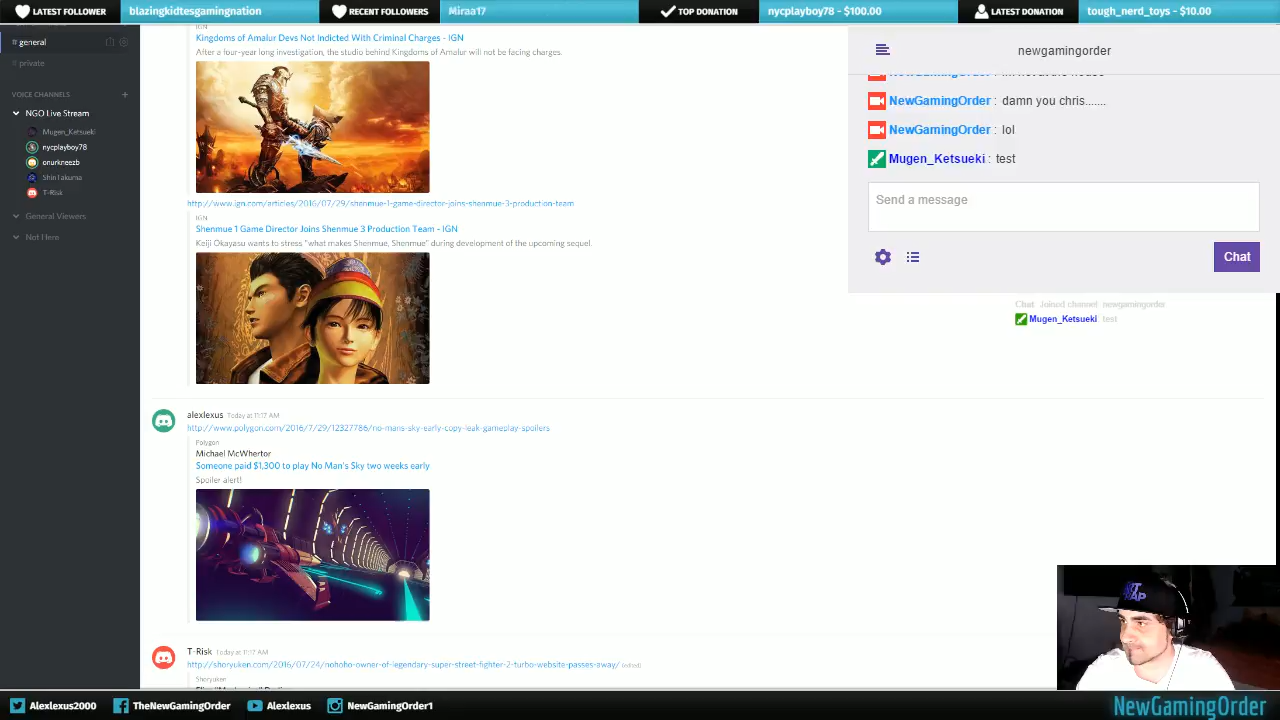 LATEST FOLLOWER
blazingkidtesgamingnation
RECENT FOLLOWERS
Miraa17
TOP DONATION
nycplayboy78 - $100.00
LATEST DONATION
tough_nerd_toys - $10.00
# general
# private
VOICE CHANNELS +
NGO Live Stream
Mugen_Ketsueki
nycplayboy78
onurkneezb
ShinTakuma
T-Risk
General Viewers
Not Here
IGN
Kingdoms of Amalur Devs Not Indicted With Criminal Charges - IGN
After a four-year long investigation, the studio behind Kingdoms of Amalur will not be facing charges.
http://www.ign.com/articles/2016/07/29/shenmue-1-game-director-joins-shenmue-3-production-team
IGN
Shenmue 1 Game Director Joins Shenmue 3 Production Team - IGN
Keiji Okayasu wants to stress "what makes Shenmue, Shenmue" during development of the upcoming sequel.
alexlexus Today at 11:17 AM
http://www.polygon.com/2016/7/29/12327786/no-mans-sky-early-copy-leak-gameplay-spoilers
Polygon
Michael McWhertor
Someone paid $1,300 to play No Man's Sky two weeks early
Spoiler alert!
T-Risk Today at 11:17 AM
http://shoryuken.com/2016/07/24/nohoho-owner-of-legendary-super-street-fighter-2-turbo-website-passes-away/ (edited)
Shoryuken
newgamingorder
NewGamingOrder
NewGamingOrder : damn you chris.......
NewGamingOrder : lol
Mugen_Ketsueki : test
Send a message
Chat
Chat Joined channel newgamingorder
Mugen_Ketsueki test
Alexlexus2000
TheNewGamingOrder
Alexlexus
NewGamingOrder1
NewGamingOrder